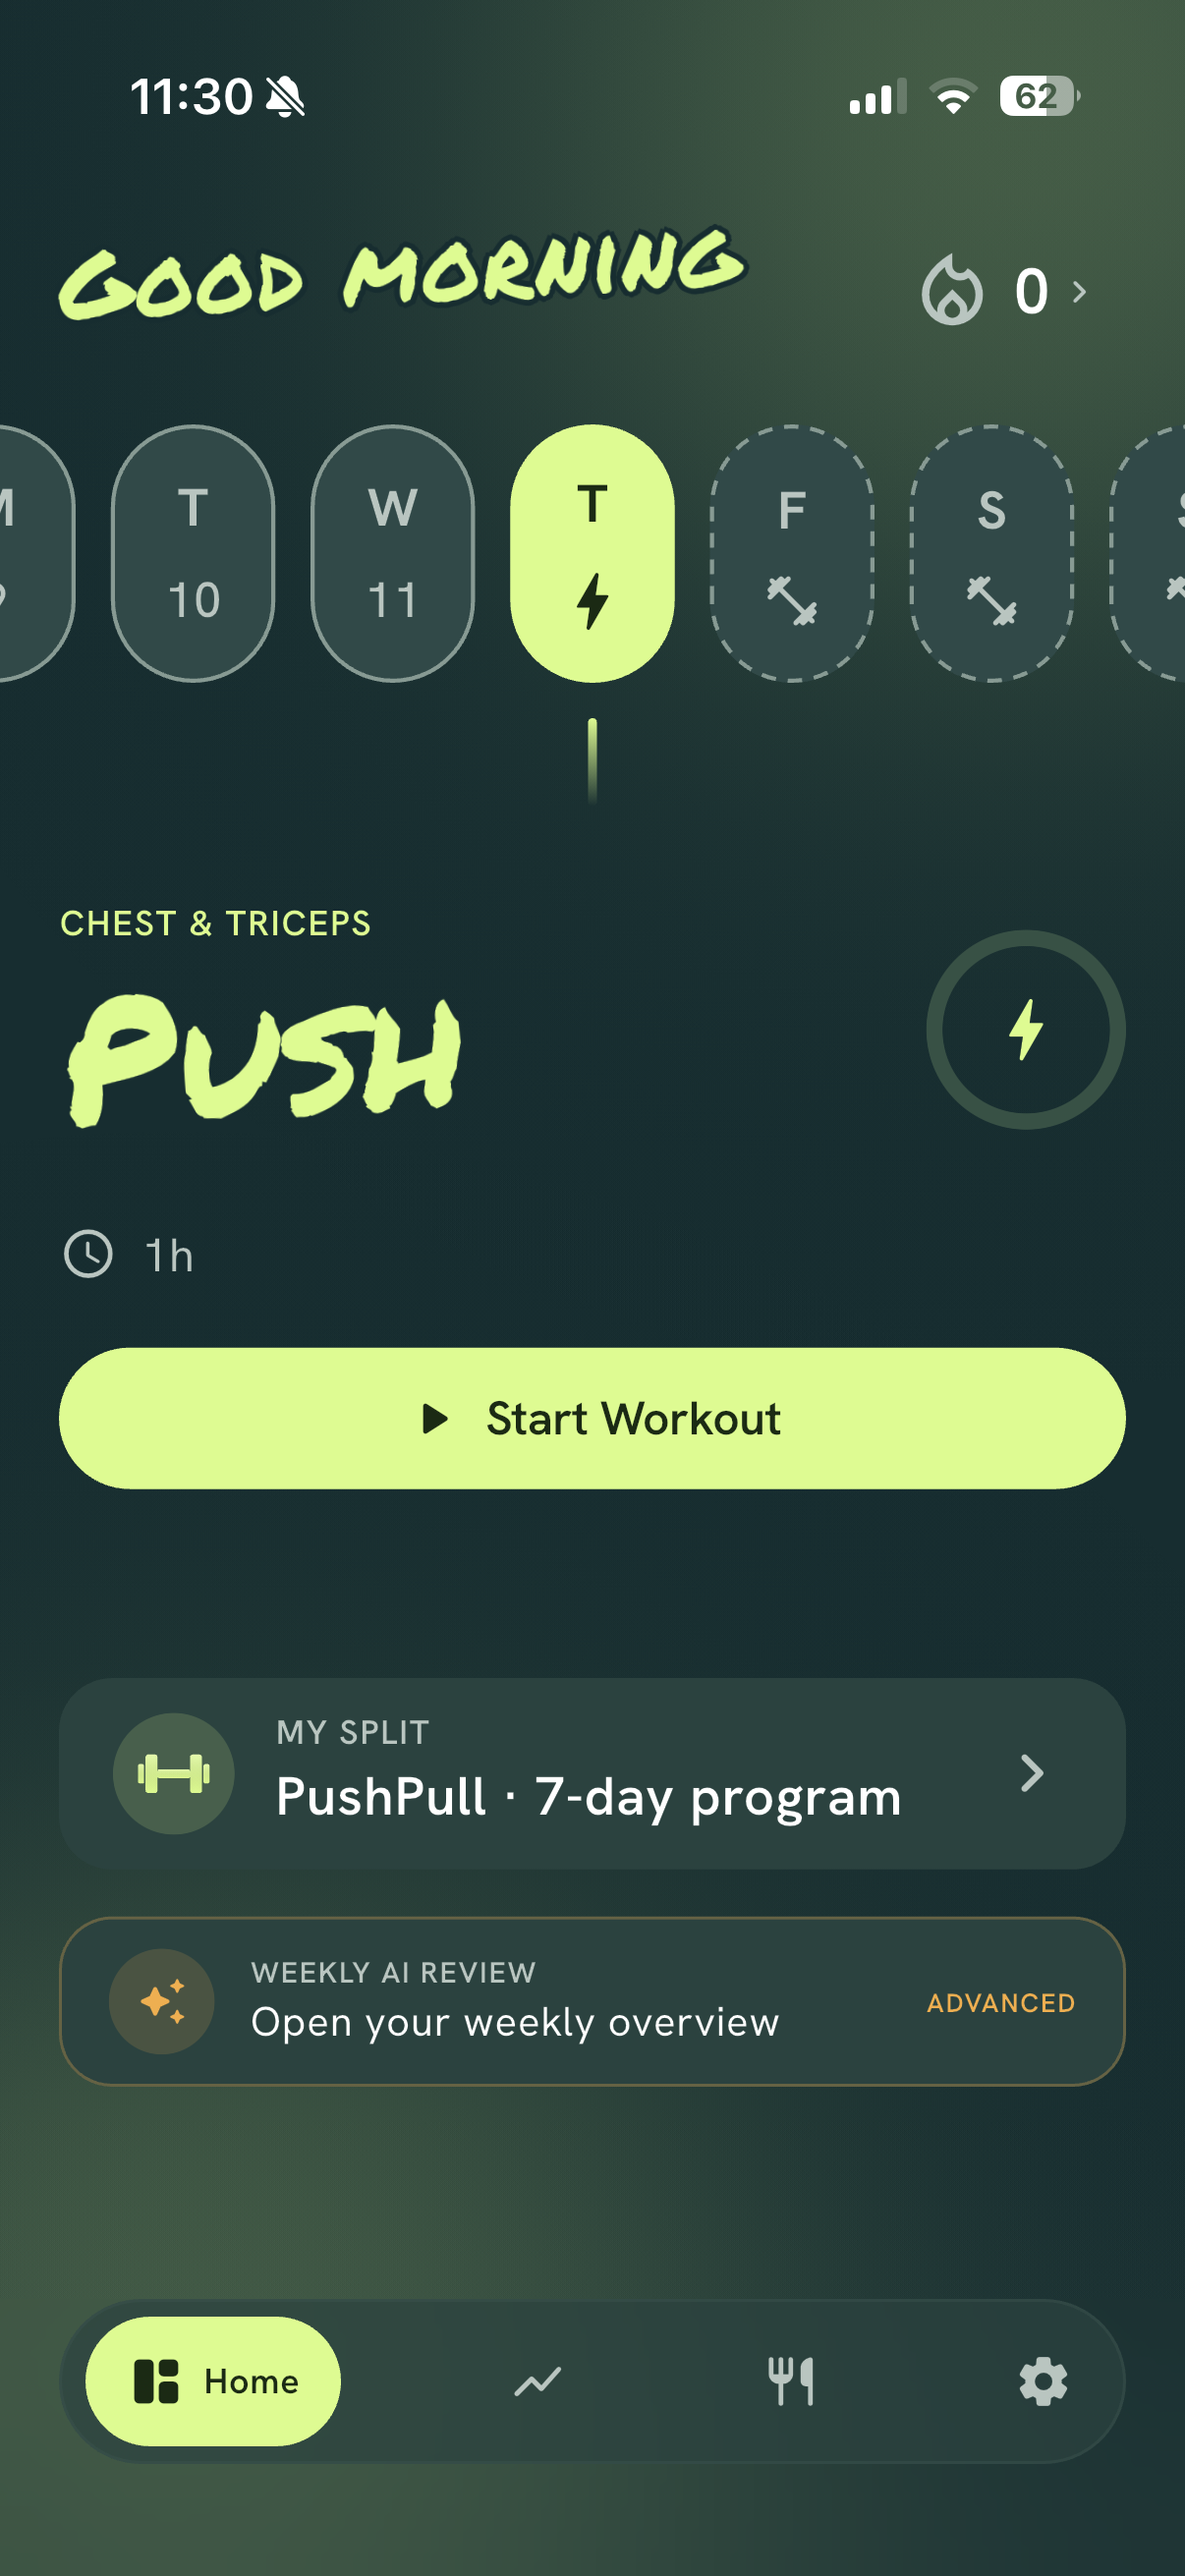 11:30
62
GOOD MORNING
0
M T W T F S S
9 10 11
CHEST & TRICEPS
PUSH
1h
Start Workout
MY SPLIT
PushPull · 7-day program
WEEKLY AI REVIEW
Open your weekly overview
ADVANCED
Home